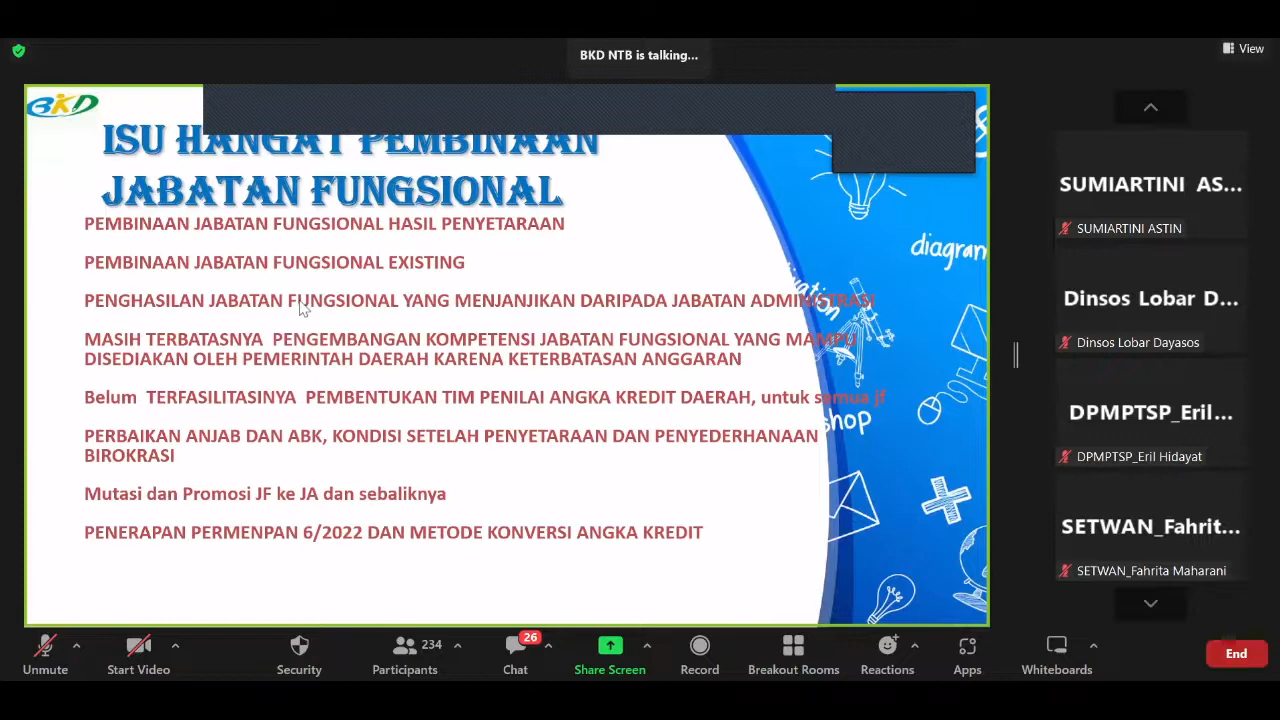 BKD NTB is talking...
View
BKD
ISU HANGAT PEMBINAAN
JABATAN FUNGSIONAL
PEMBINAAN JABATAN FUNGSIONAL HASIL PENYETARAAN
PEMBINAAN JABATAN FUNGSIONAL EXISTING
PENGHASILAN JABATAN FUNGSIONAL YANG MENJANJIKAN DARIPADA JABATAN ADMINISTRASI
MASIH TERBATASNYA PENGEMBANGAN KOMPETENSI JABATAN FUNGSIONAL YANG MAMPU
DISEDIAKAN OLEH PEMERINTAH DAERAH KARENA KETERBATASAN ANGGARAN
Belum TERFASILITASINYA PEMBENTUKAN TIM PENILAI ANGKA KREDIT DAERAH, untuk semua jf
PERBAIKAN ANJAB DAN ABK, KONDISI SETELAH PENYETARAAN DAN PENYEDERHANAAN
BIROKRASI
Mutasi dan Promosi JF ke JA dan sebaliknya
PENERAPAN PERMENPAN 6/2022 DAN METODE KONVERSI ANGKA KREDIT
diagram
SUMIARTINI AS...
SUMIARTINI ASTIN
Dinsos Lobar D...
Dinsos Lobar Dayasos
DPMPTSP_Eril...
DPMPTSP_Eril Hidayat
SETWAN_Fahrit...
SETWAN_Fahrita Maharani
Unmute
Start Video
Security
234
Participants
26
Chat
Share Screen
Record
Breakout Rooms
Reactions
Apps
Whiteboards
End